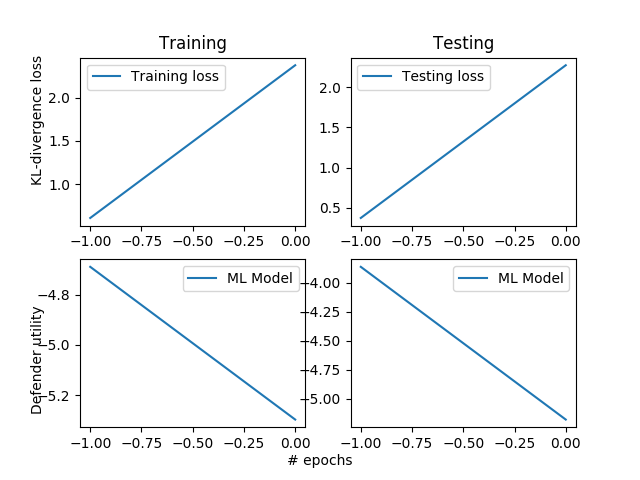 Training
Testing
KL-divergence loss
Training loss
2.0
1.5
1.0
−1.00 −0.75 −0.50 −0.25 0.00
Testing loss
2.0
1.5
1.0
0.5
−1.00 −0.75 −0.50 −0.25 0.00
Defender utility
ML Model
−4.8
−5.0
−5.2
−1.00 −0.75 −0.50 −0.25 0.00
ML Model
−4.00
−4.25
−4.50
−4.75
−5.00
−1.00 −0.75 −0.50 −0.25 0.00
# epochs